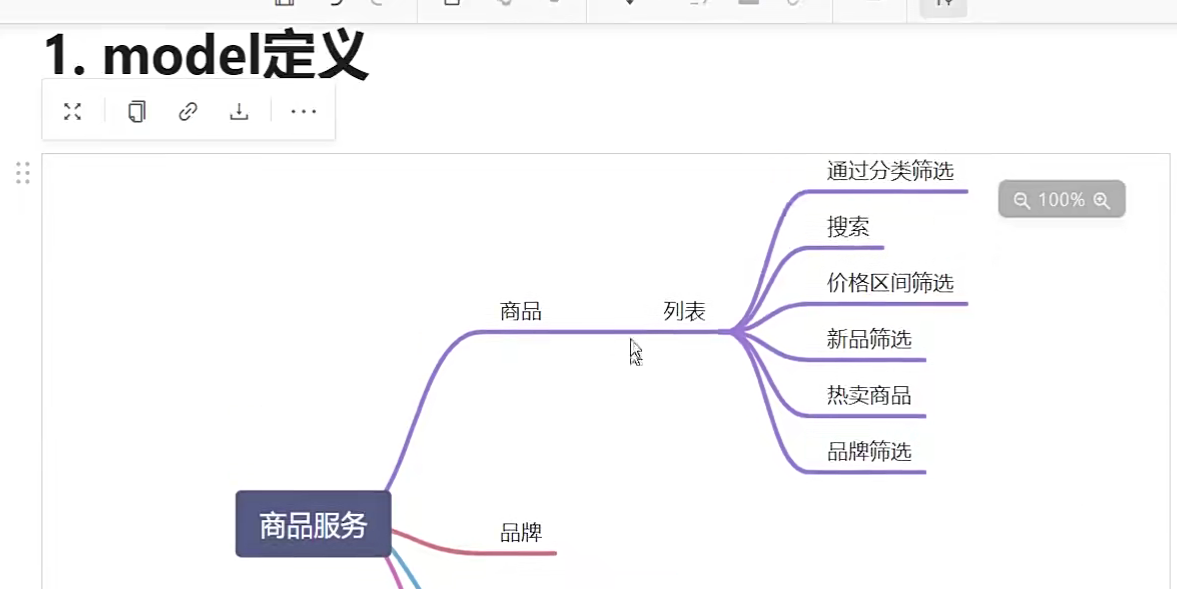 1. model定义
100%
通过分类筛选
搜索
价格区间筛选
商品
列表
新品筛选
热卖商品
品牌筛选
商品服务
品牌